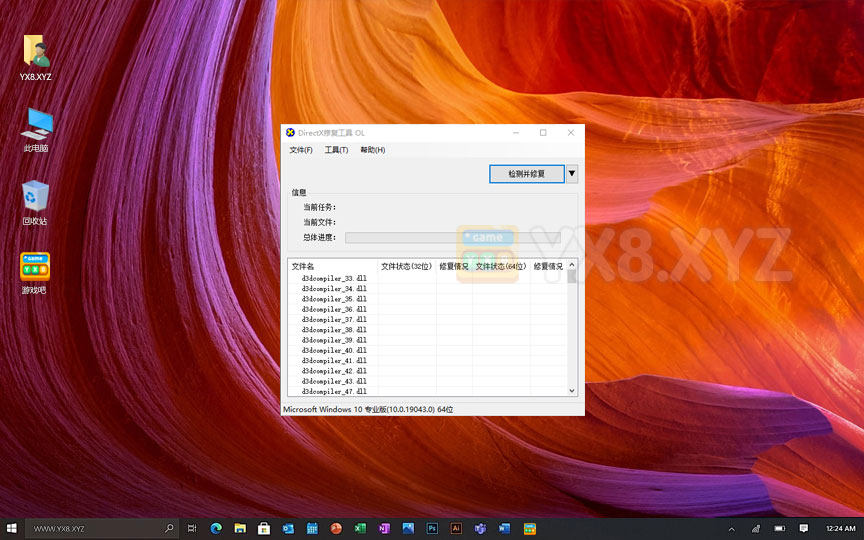 YX8.XYZ
此电脑
回收站
game
YX8
游戏吧
DirectX修复工具 OL
文件(F) 工具(T) 帮助(H)
检测并修复
信息
当前任务:
当前文件:
总体进度:
game
YX8
YX8.XYZ
文件名 文件状态(32位) 修复情况 文件状态(64位) 修复情况
d3dcompiler_33.dll
d3dcompiler_34.dll
d3dcompiler_35.dll
d3dcompiler_36.dll
d3dcompiler_37.dll
d3dcompiler_38.dll
d3dcompiler_39.dll
d3dcompiler_40.dll
d3dcompiler_41.dll
d3dcompiler_42.dll
d3dcompiler_43.dll
d3dcompiler_47.dll
Microsoft Windows 10 专业版(10.0.19043.0) 64位
WWW.YX8.XYZ
Ps
Ai
12:24 AM